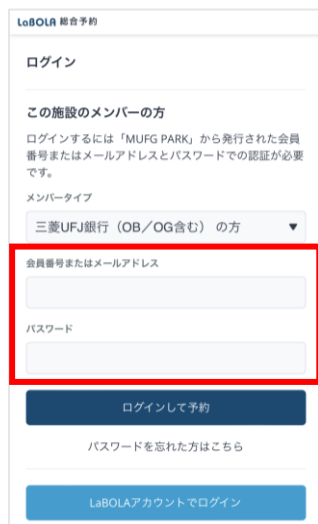 LaBOLA 総合予約
ログイン
この施設のメンバーの方
ログインするには「MUFG PARK」から発行された会員
番号またはメールアドレスとパスワードでの認証が必要
です。
メンバータイプ
三菱UFJ銀行（OB／OG含む） の方 ▼
会員番号またはメールアドレス
パスワード
ログインして予約
パスワードを忘れた方はこちら
LaBOLAアカウントでログイン